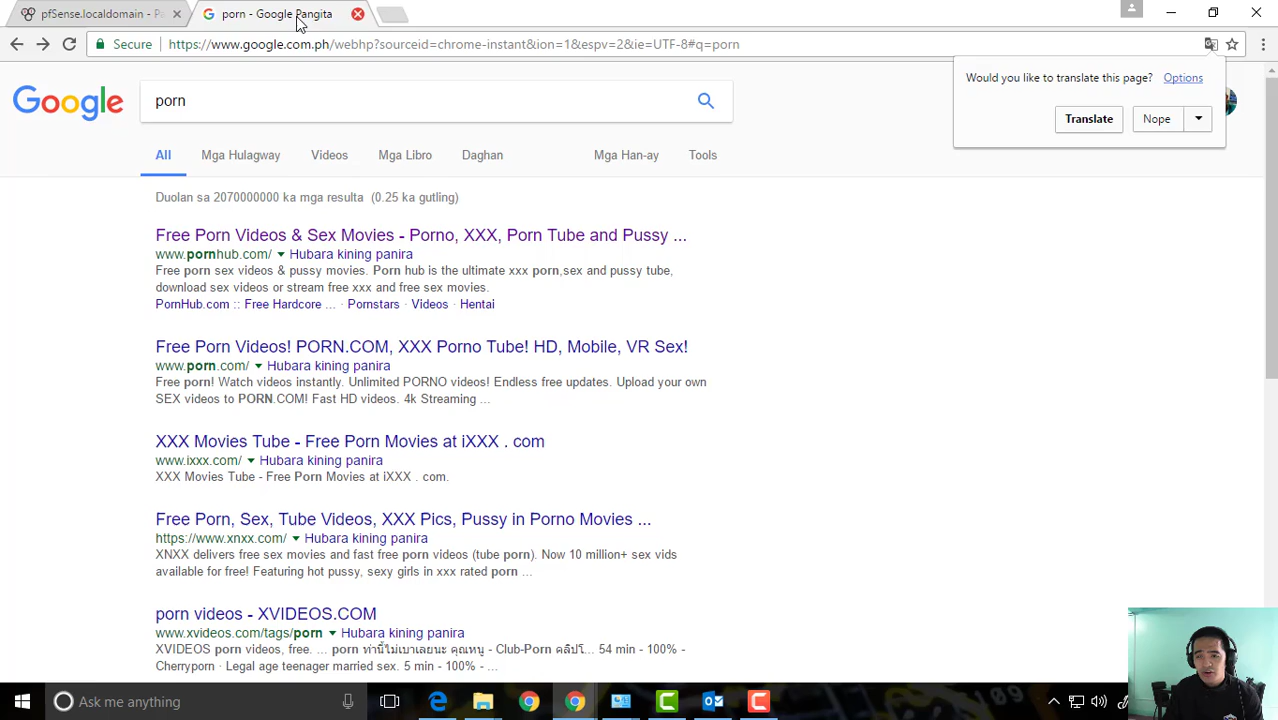 pfSense.localdomain - Pa
porn - Google Pangita
Secure
https://www.google.com.ph/webhp?sourceid=chrome-instant&ion=1&espv=2&ie=UTF-8#q=porn
Would you like to translate this page? Options
Translate Nope
Google
porn
All Mga Hulagway Videos Mga Libro Daghan Mga Han-ay Tools
Duolan sa 2070000000 ka mga resulta (0.25 ka gutling)
Free Porn Videos & Sex Movies - Porno, XXX, Porn Tube and Pussy ...
www.pornhub.com/ Hubara kining panira
Free porn sex videos & pussy movies. Porn hub is the ultimate xxx porn,sex and pussy tube,
download sex videos or stream free xxx and free sex movies.
PornHub.com :: Free Hardcore ... · Pornstars · Videos · Hentai
Free Porn Videos! PORN.COM, XXX Porno Tube! HD, Mobile, VR Sex!
www.porn.com/ Hubara kining panira
Free porn! Watch videos instantly. Unlimited PORNO videos! Endless free updates. Upload your own
SEX videos to PORN.COM! Fast HD videos. 4k Streaming ...
XXX Movies Tube - Free Porn Movies at iXXX . com
www.ixxx.com/ Hubara kining panira
XXX Movies Tube - Free Porn Movies at iXXX . com.
Free Porn, Sex, Tube Videos, XXX Pics, Pussy in Porno Movies ...
https://www.xnxx.com/ Hubara kining panira
XNXX delivers free sex movies and fast free porn videos (tube porn). Now 10 million+ sex vids
available for free! Featuring hot pussy, sexy girls in xxx rated porn ...
porn videos - XVIDEOS.COM
www.xvideos.com/tags/porn Hubara kining panira
XVIDEOS porn videos, free. ... porn - Club-Porn 54 min - 100% -
Cherryporn · Legal age teenager married sex. 5 min - 100% - ...
Ask me anything